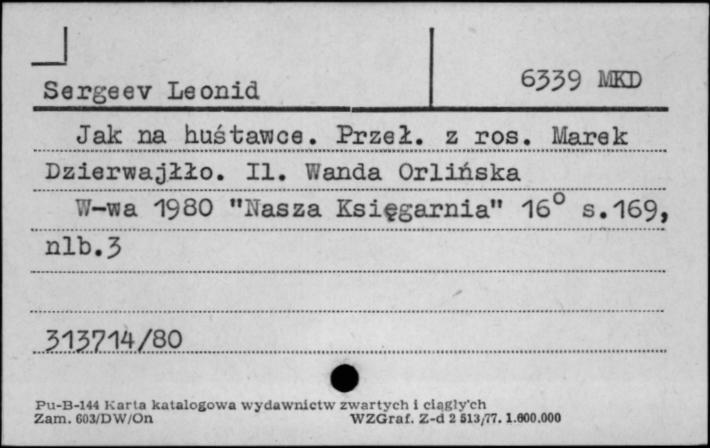 Sergeev Leonid
6339 MKD
Jak na huśtawce. Przeł. z ros. Marek
Dzierwajłło. Il. Wanda Orlińska
W-wa 1980 "Nasza Księgarnia" 16° s.169,
nlb.3
313714/80
Pu-B-144 Karta katalogowa wydawnictw zwartych i ciągłych
Zam. 603/DW/On WZGraf. Z-d 2 513/77. 1.600.000